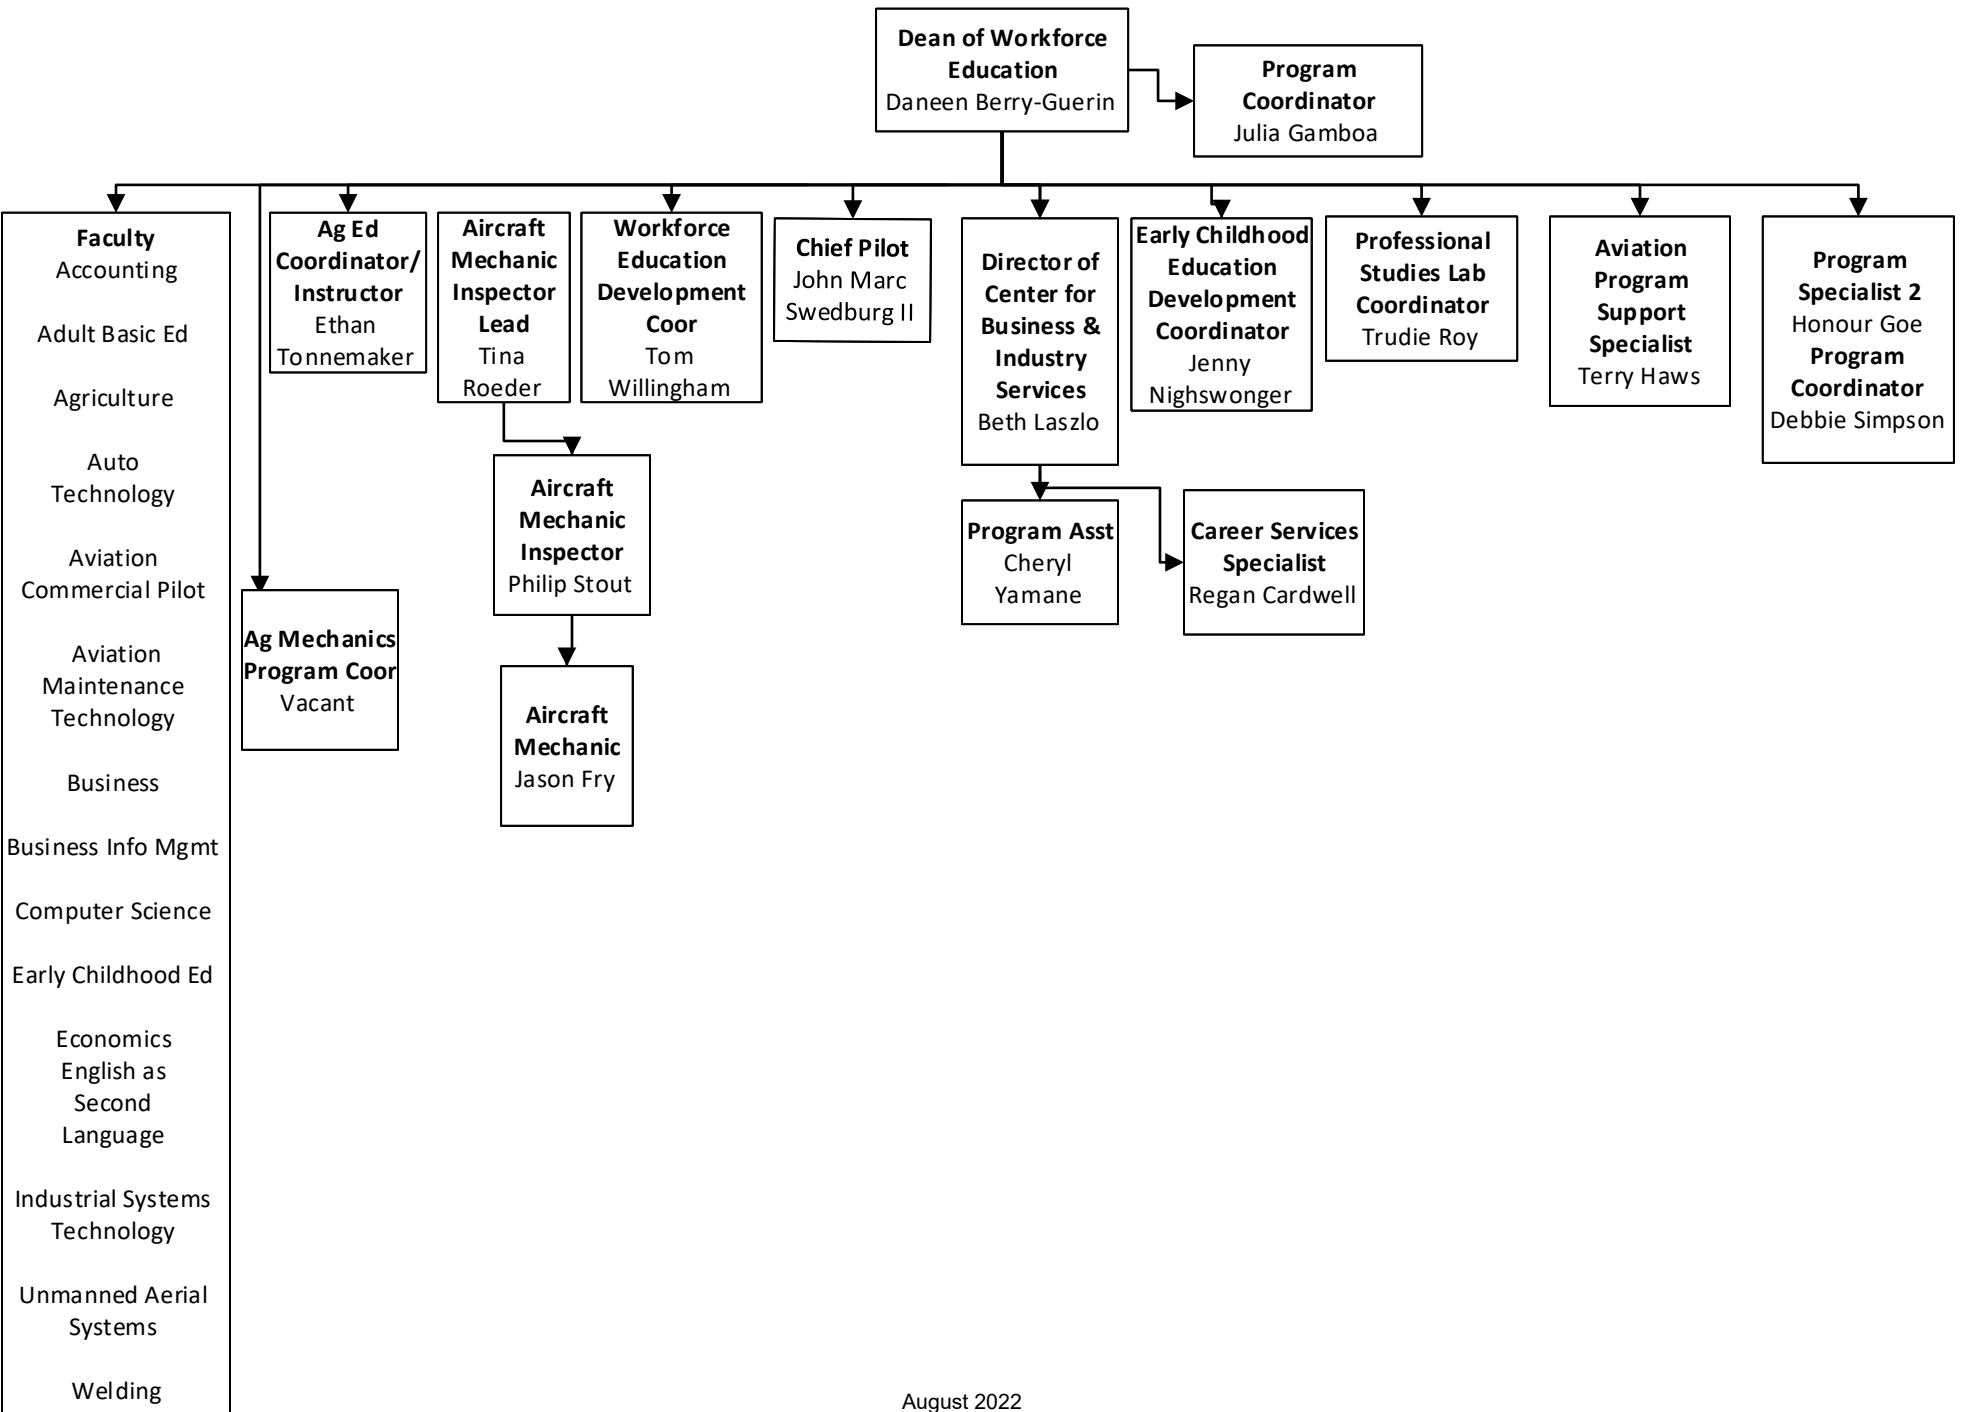 Dean of Workforce
Education
Daneen Berry-Guerin
Program
Coordinator
Julia Gamboa
Faculty
Accounting
Adult Basic Ed
Agriculture
Auto
Technology
Aviation
Commercial Pilot
Aviation
Maintenance
Technology
Business
Business Info Mgmt
Computer Science
Early Childhood Ed
Economics
English as
Second
Language
Industrial Systems
Technology
Unmanned Aerial
Systems
Welding
Ag Mechanics
Program Coor
Vacant
Ag Ed
Coordinator/
Instructor
Ethan
Tonnemaker
Aircraft
Mechanic
Inspector
Lead
Tina
Roeder
Aircraft
Mechanic
Inspector
Philip Stout
Aircraft
Mechanic
Jason Fry
Workforce
Education
Development
Coor
Tom
Willingham
Chief Pilot
John Marc
Swedburg II
Director of
Center for
Business &
Industry
Services
Beth Laszlo
Program Asst
Cheryl
Yamane
Career Services
Specialist
Regan Cardwell
Early Childhood
Education
Development
Coordinator
Jenny
Nighswonger
Professional
Studies Lab
Coordinator
Trudie Roy
Aviation
Program
Support
Specialist
Terry Haws
Program
Specialist 2
Honour Goe
Program
Coordinator
Debbie Simpson
August 2022